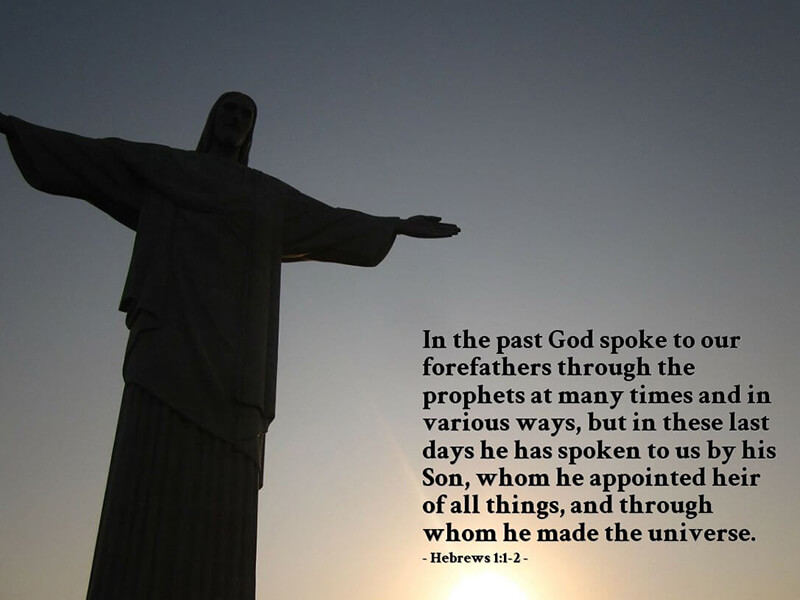 In the past God spoke to our
forefathers through the
prophets at many times and in
various ways, but in these last
days he has spoken to us by his
Son, whom he appointed heir
of all things, and through
whom he made the universe.
- Hebrews 1:1-2 -